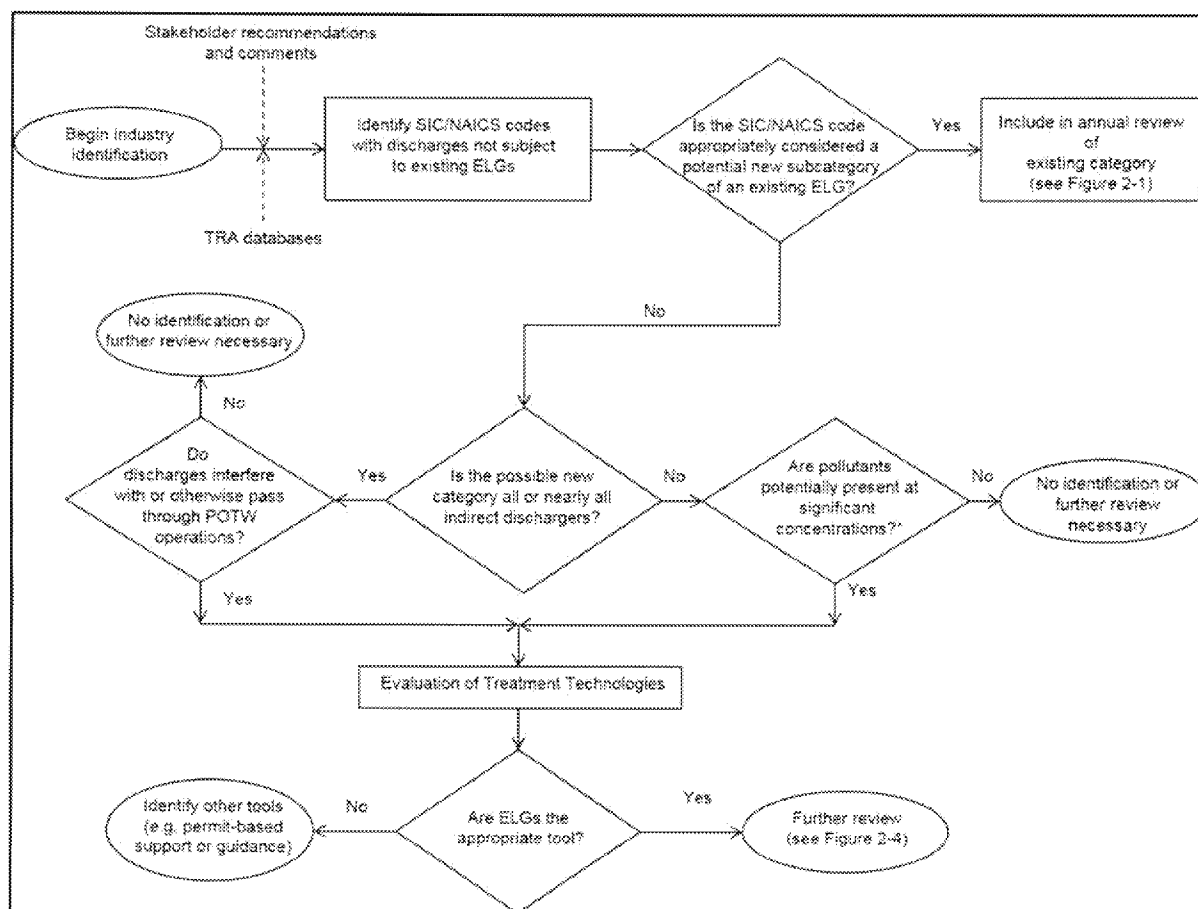 Stakeholder recommendations
and comments
Begin industry
identification
TRA databases
Identify SIC/NAICS codes
with discharges not subject
to existing ELGs
Is the SIC/NAICS code
appropriately considered a
potential new subcategory
of an existing ELG?
Yes
Include in annual review
of
existing category
(see Figure 2-1)
No
No identification or
further review necessary
No
Do
discharges interfere
with or otherwise pass
through POTW
operations?
Yes
Is the possible new
category all or nearly all
indirect dischargers?
No
Are pollutants
potentially present at
significant
concentrations?*
No
No identification or
further review
necessary
Yes
Yes
Evaluation of Treatment Technologies
Are ELGs the
appropriate tool?
No
Identify other tools
(e.g. permit-based
support or guidance)
Yes
Further review
(see Figure 2-4)